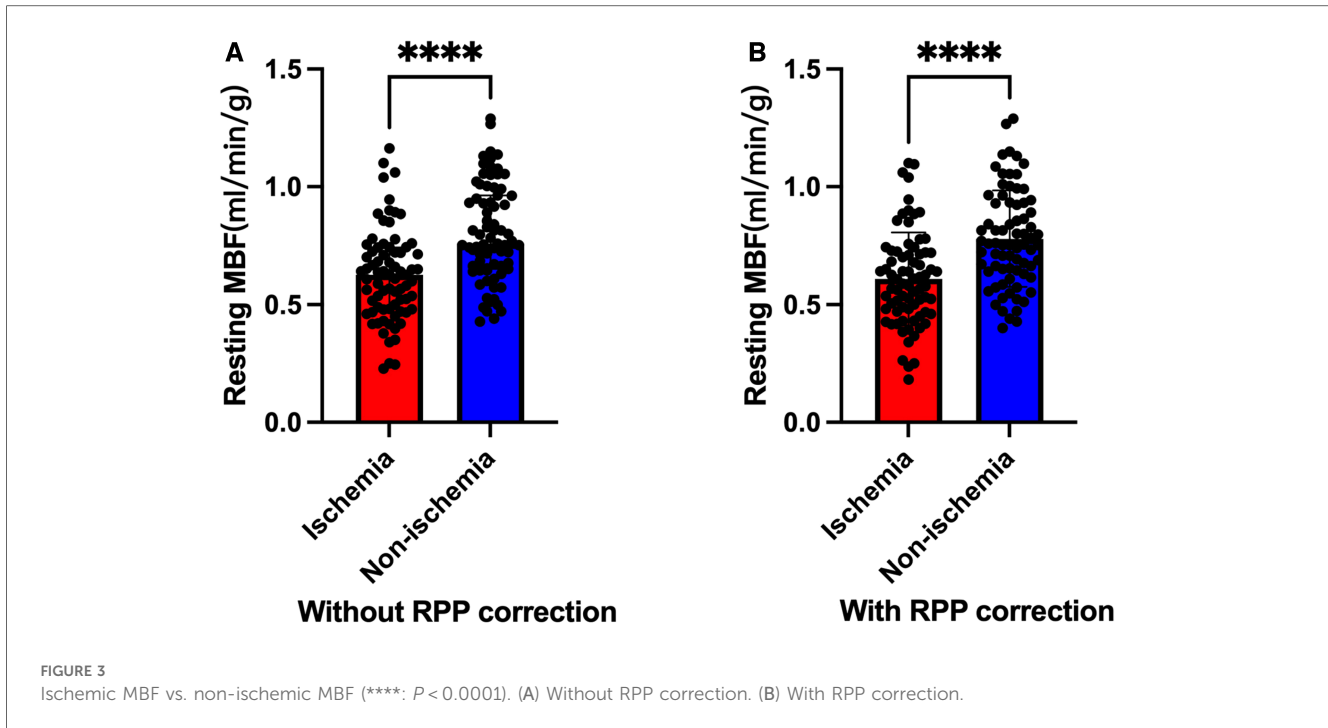 A
****
1.5
1.0
0.5
0.0
Resting MBF(ml/min/g)
Ischemia
Non-ischemia
Without RPP correction
B
****
1.5
1.0
0.5
0.0
Resting MBF(ml/min/g)
Ischemia
Non-ischemia
With RPP correction
FIGURE 3
Ischemic MBF vs. non-ischemic MBF (****: P < 0.0001). (A) Without RPP correction. (B) With RPP correction.